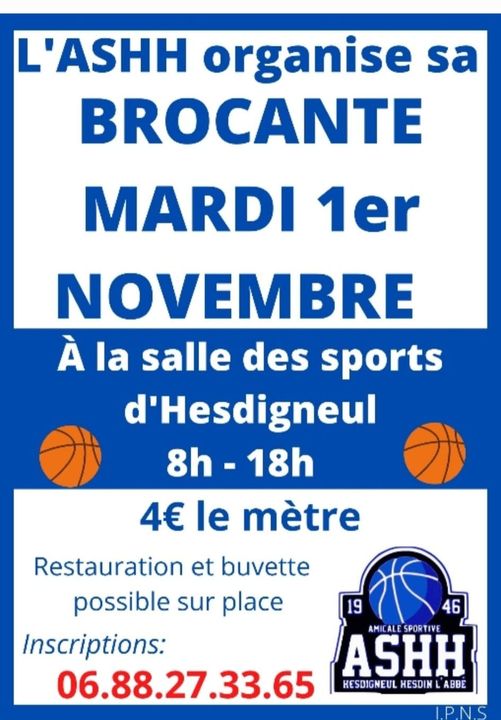 L'ASHH organise sa
BROCANTE
MARDI 1er
NOVEMBRE
À la salle des sports
d'Hesdigneul
8h - 18h
4€ le mètre
Restauration et buvette
possible sur place
Inscriptions:
06.88.27.33.65
19 46
AMICALE SPORTIVE
ASHH
HESDIGNEUL HESDIN L'ABBÉ
I.P.N.S